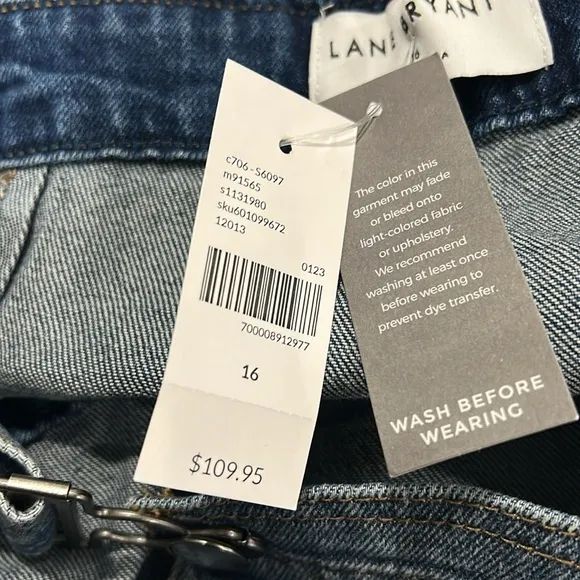 LANE BRYANT
c706-S6097
m91565
s1131980
sku601099672
12013
0123
700008912977
16
$109.95
The color in this
garment may fade
or bleed onto
light-colored fabric
or upholstery.
We recommend
washing at least once
before wearing to
prevent dye transfer.
WASH BEFORE
WEARING